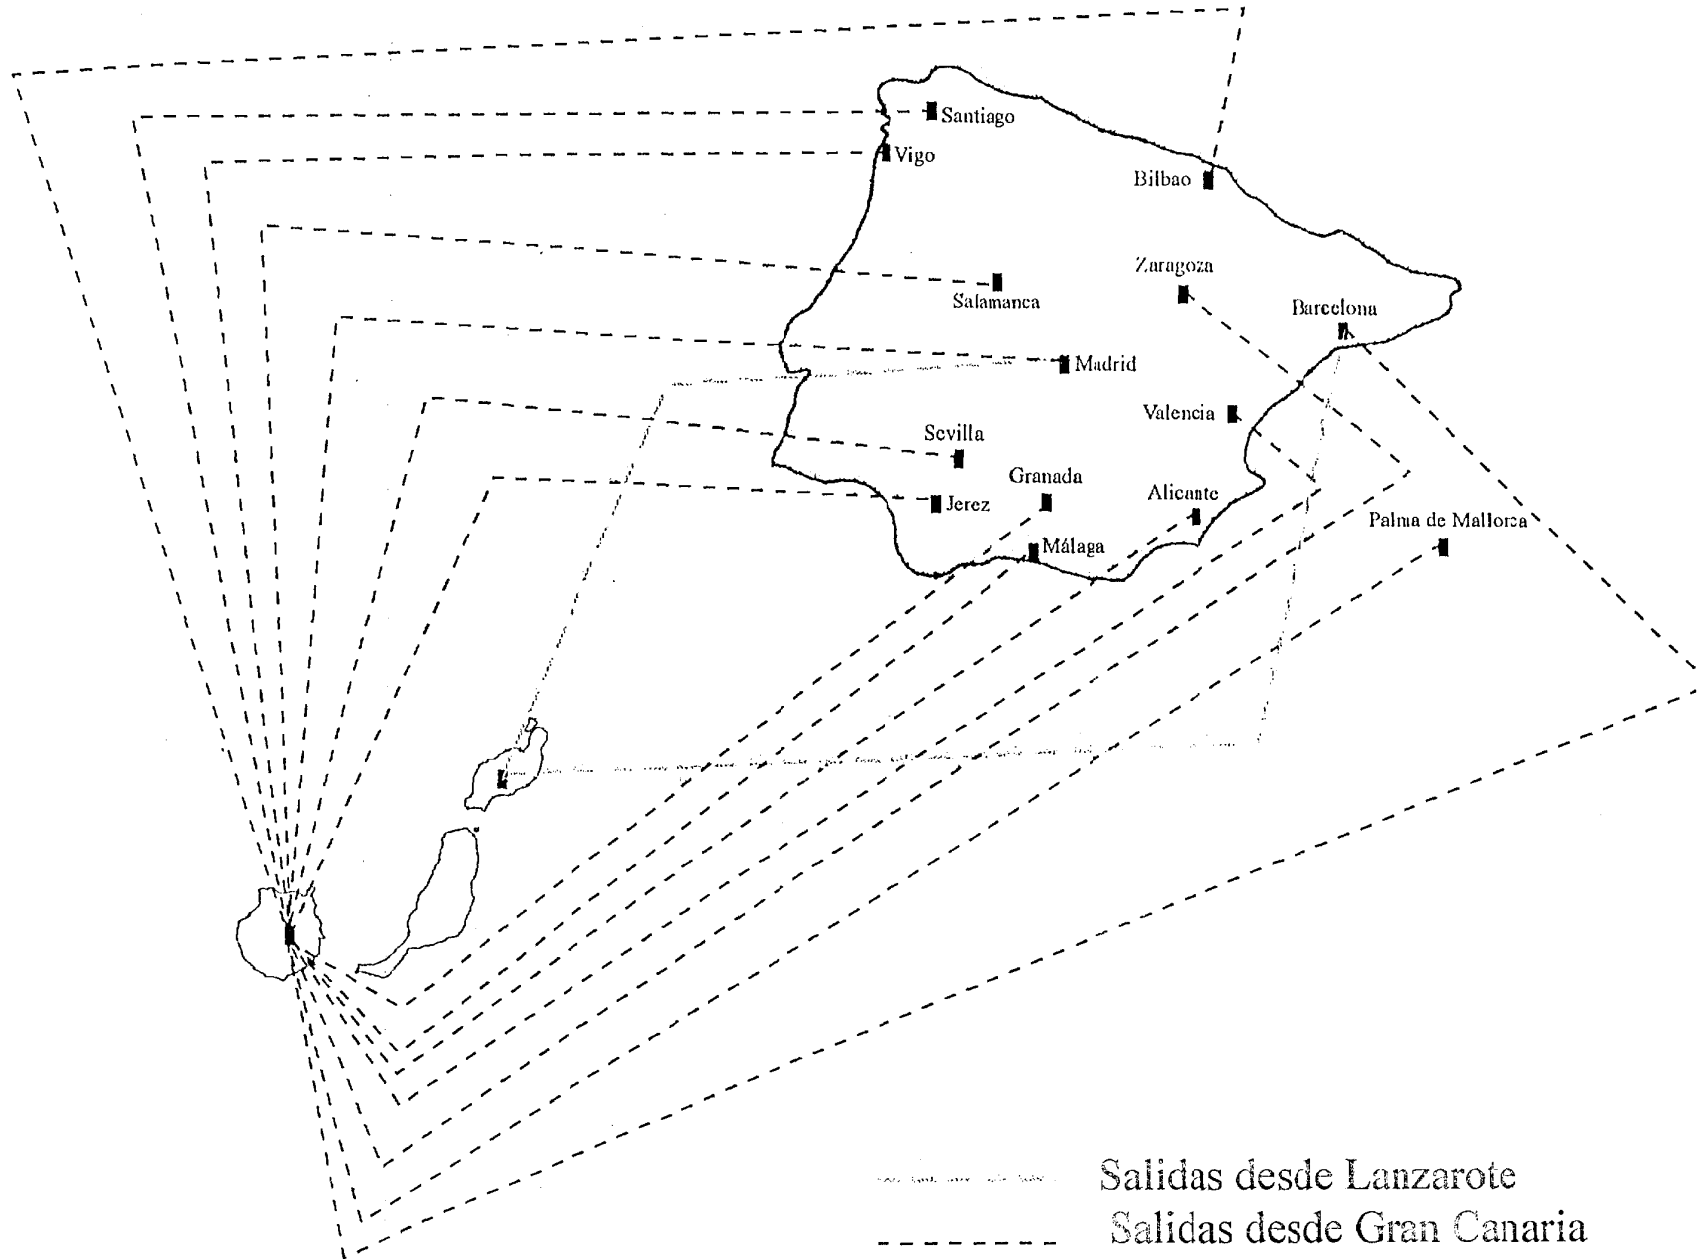 Santiago
Vigo
Bilbao
Zaragoza
Salamanca
Barcelona
Madrid
Valencia
Sevilla
Granada
Alicante
Jerez
Palma de Mallorca
Málaga
Salidas desde Lanzarote
Salidas desde Gran Canaria